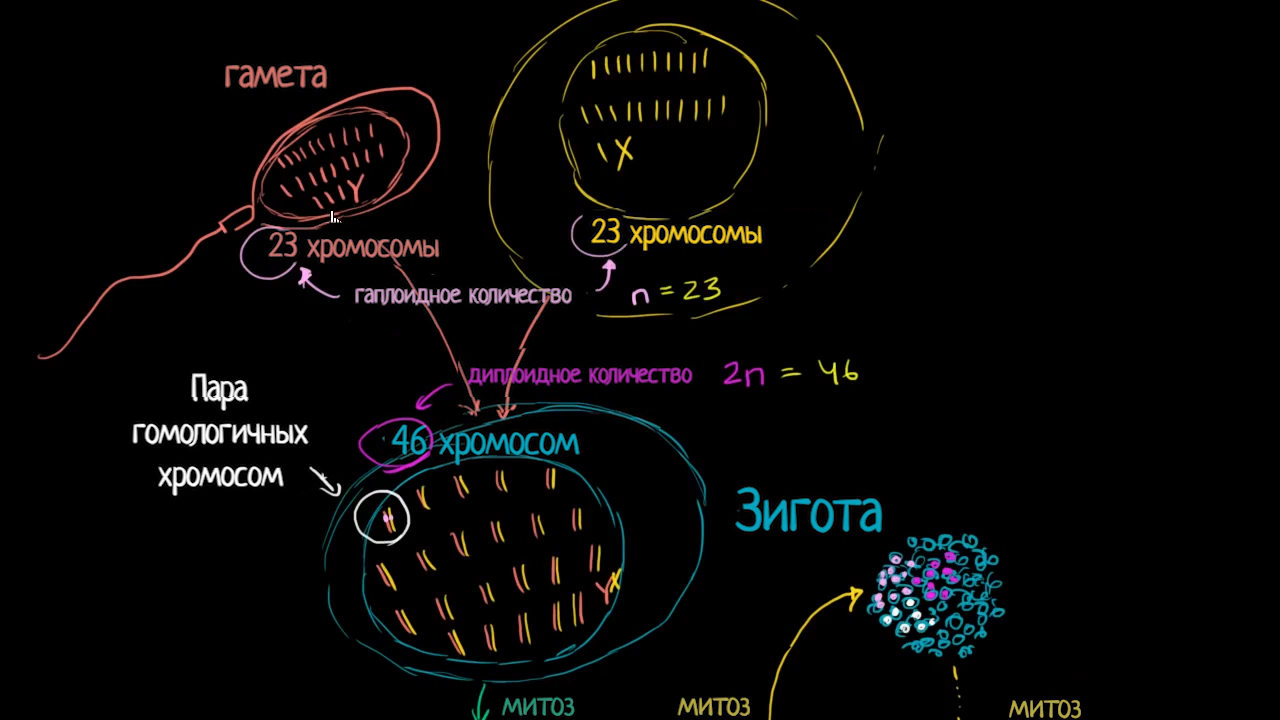 гамета
Y
X
23 хромосомы
23 хромосомы
гаплоидное количество
n = 23
диплоидное количество 2n = 46
Пара
гомологичных
хромосом
46 хромосом
YX
Зигота
митоз
митоз
митоз